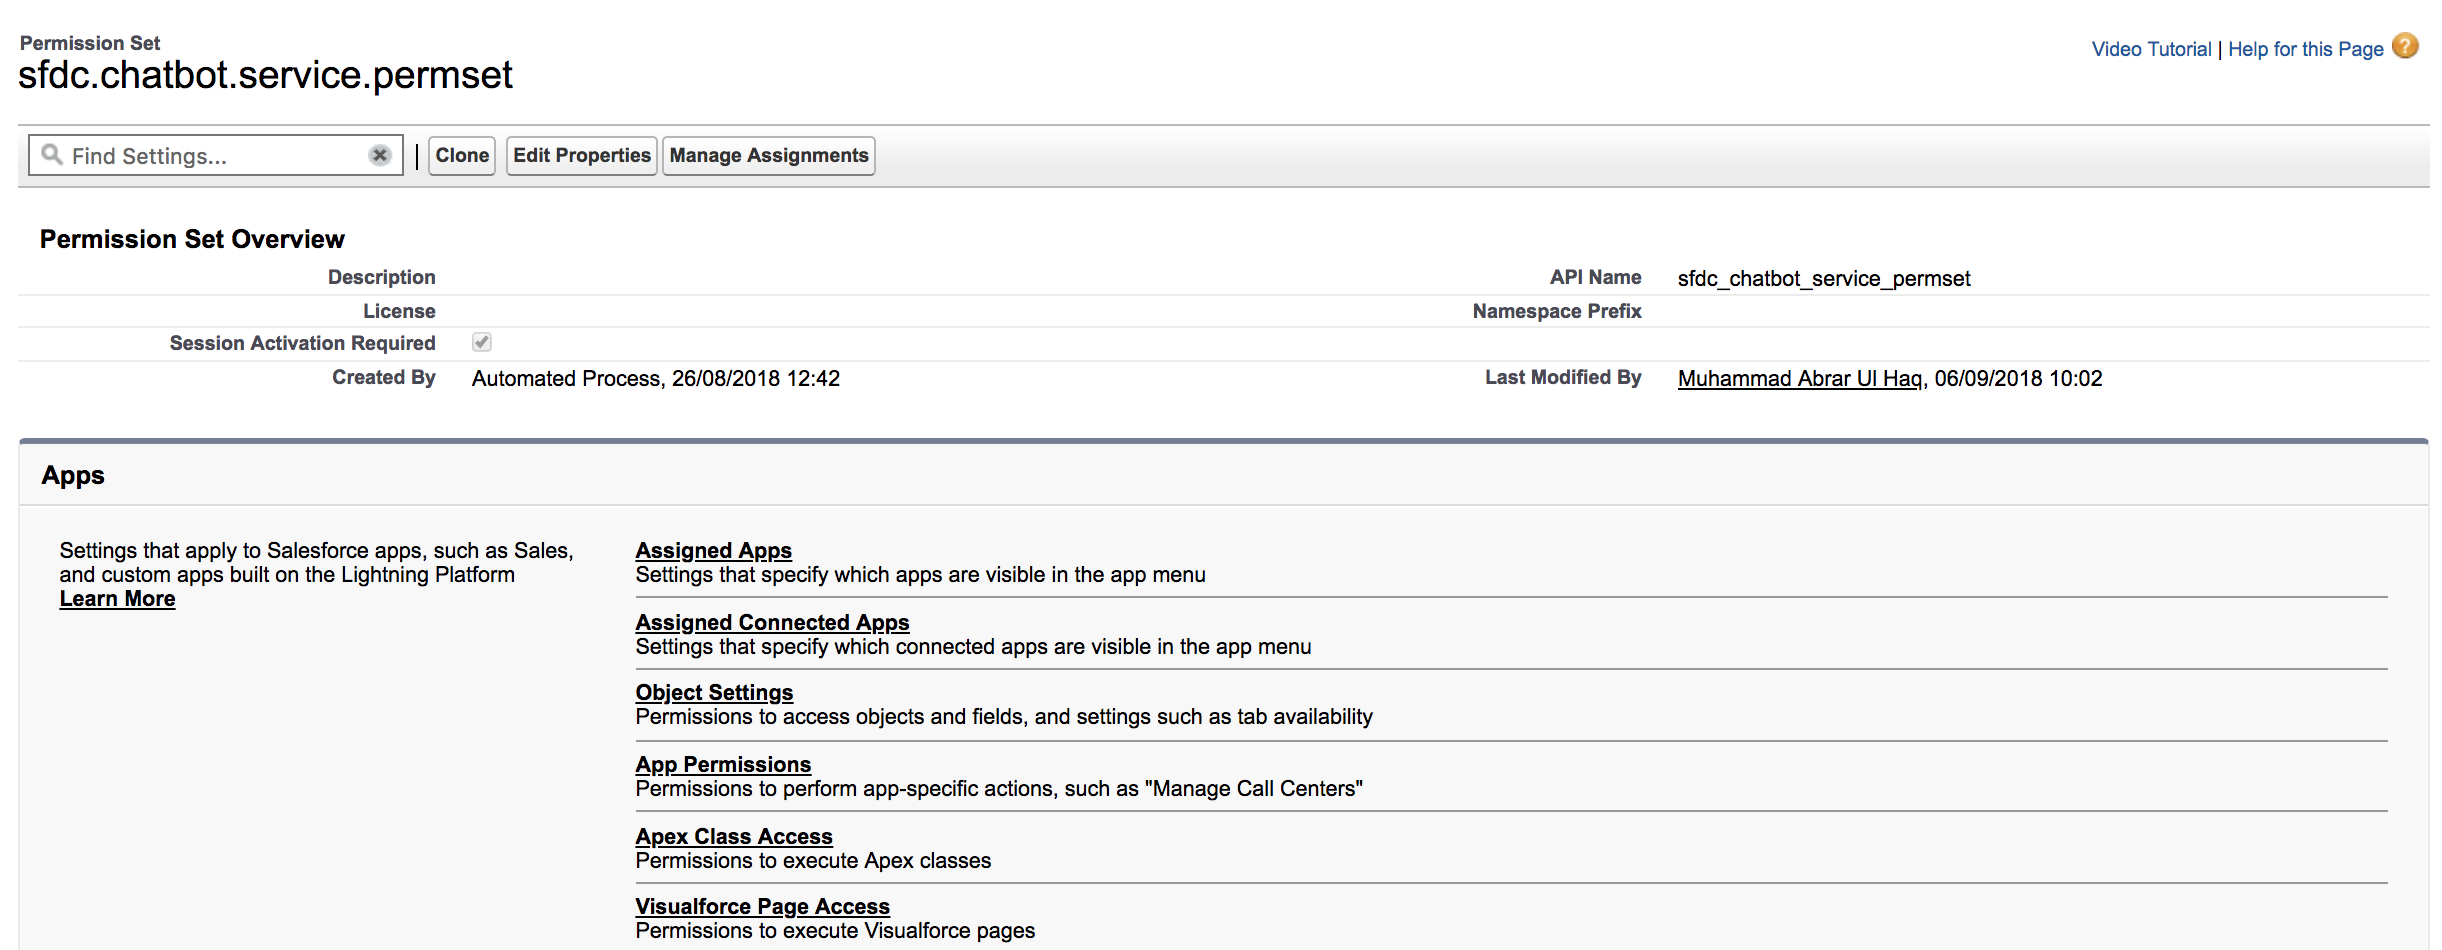 Permission Set
sfdc.chatbot.service.permset
Video Tutorial | Help for this Page ?
Find Settings... | Clone Edit Properties Manage Assignments
Permission Set Overview
Description API Name sfdc_chatbot_service_permset
License Namespace Prefix
Session Activation Required
Created By Automated Process, 26/08/2018 12:42 Last Modified By Muhammad Abrar Ul Haq, 06/09/2018 10:02
Apps
Settings that apply to Salesforce apps, such as Sales,
and custom apps built on the Lightning Platform
Learn More
Assigned Apps
Settings that specify which apps are visible in the app menu
Assigned Connected Apps
Settings that specify which connected apps are visible in the app menu
Object Settings
Permissions to access objects and fields, and settings such as tab availability
App Permissions
Permissions to perform app-specific actions, such as "Manage Call Centers"
Apex Class Access
Permissions to execute Apex classes
Visualforce Page Access
Permissions to execute Visualforce pages